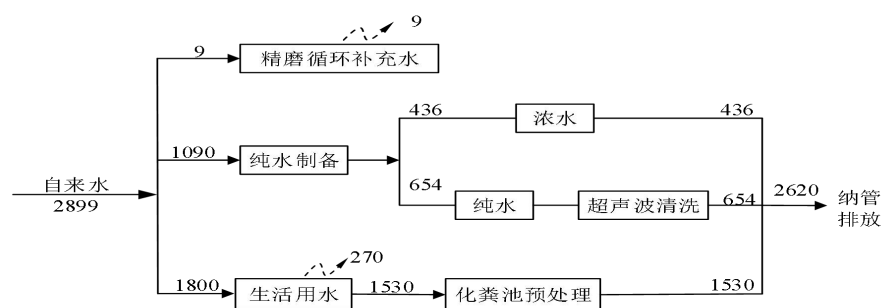 9
9
精磨循环补充水
436
浓水
436
1090
纯水制备
自来水
2899
654
纯水
超声波清洗
654
2620
纳管
排放
270
1800
生活用水
1530
化粪池预处理
1530